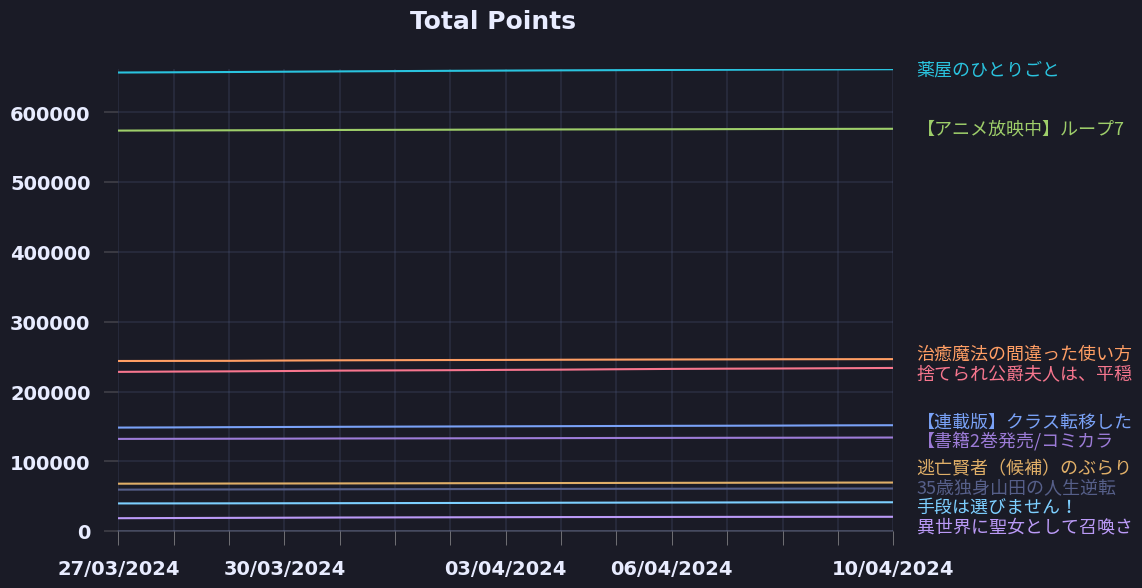 Total Points
600000
500000
400000
300000
200000
100000
0
薬屋のひとりごと
【アニメ放映中】ループ7
治癒魔法の間違った使い方
捨てられ公爵夫人は、平穏
【連載版】クラス転移した
【書籍2巻発売/コミカラ
逃亡賢者（候補）のぶらり
35歳独身山田の人生逆転
手段は選びません！
異世界に聖女として召喚さ
27/03/2024 30/03/2024 03/04/2024 06/04/2024 10/04/2024